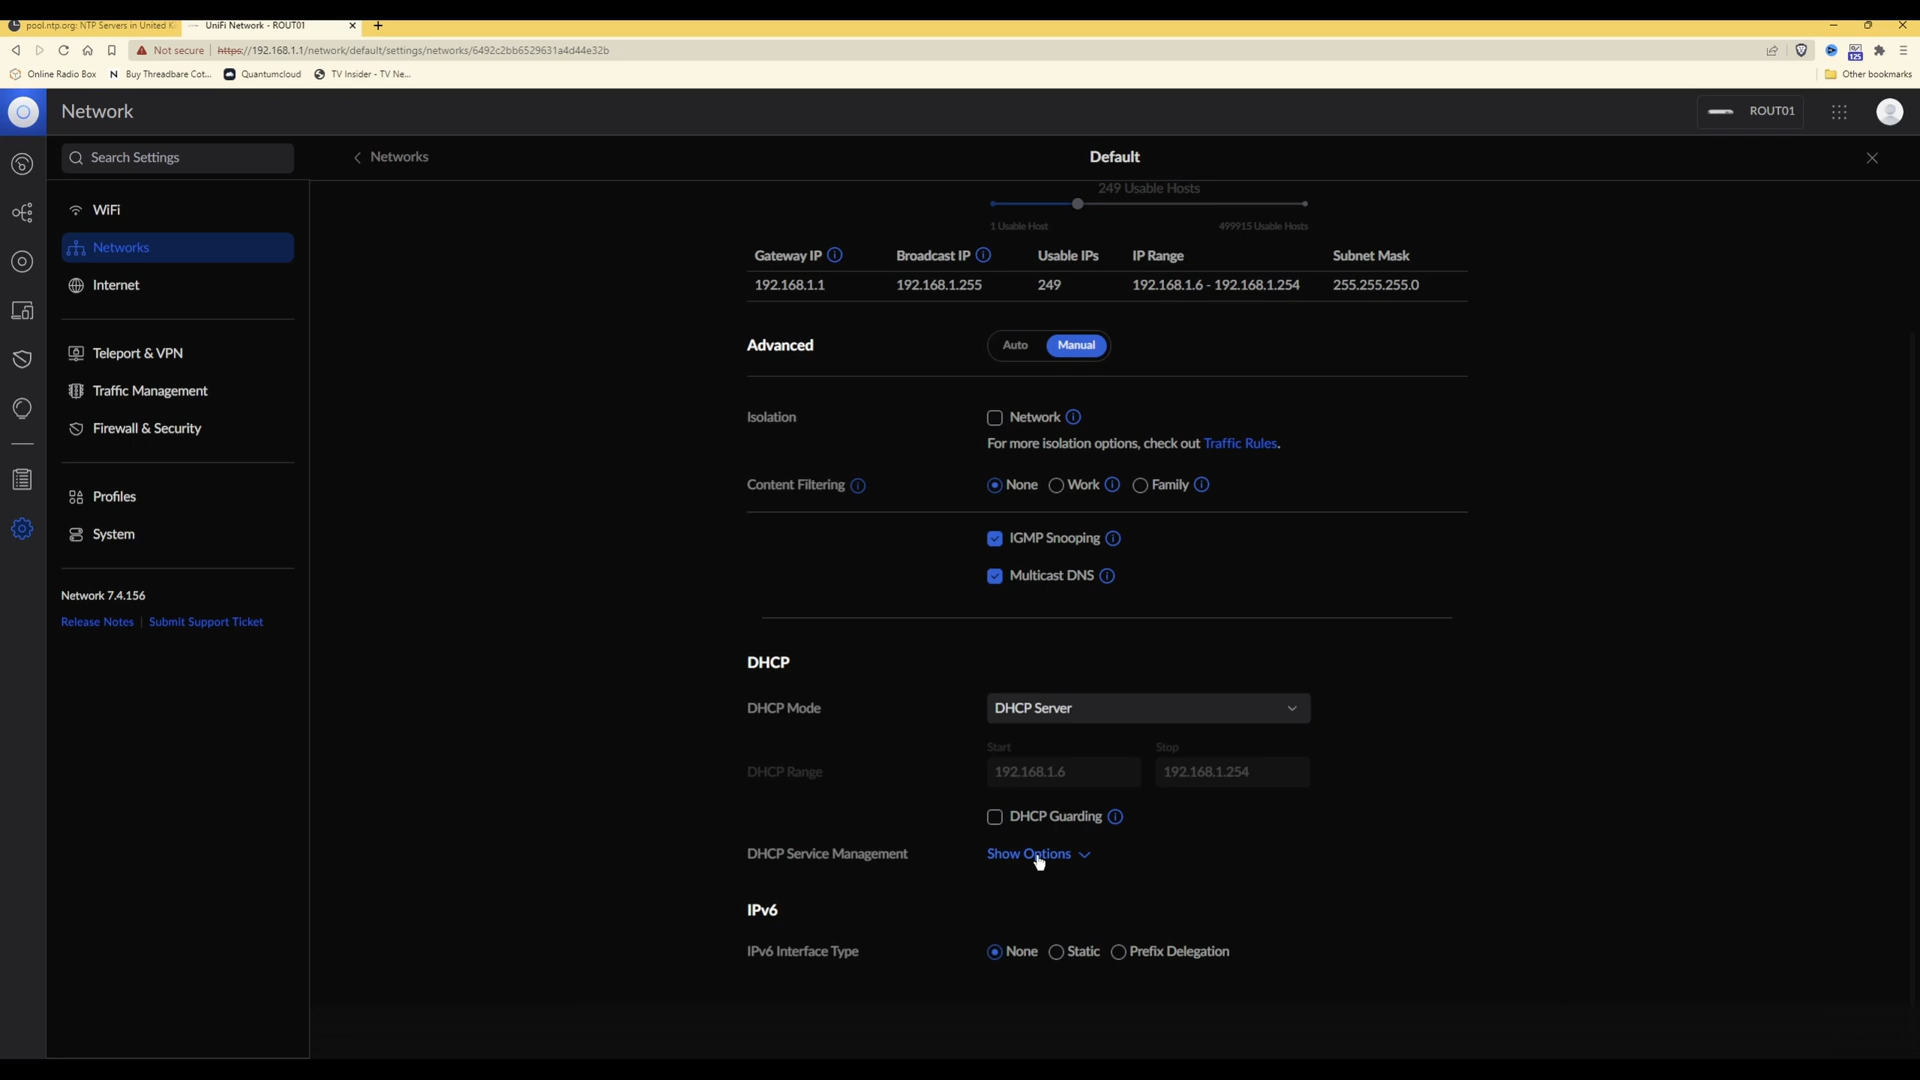 pool.ntp.org: NTP Servers in United K
UniFi Network - ROUT01
Not secure https://192.168.1.1/network/default/settings/networks/6492c2bb6529631a4d44e32b
125
Online Radio Box
Buy Threadbare Cot...
Quantumcloud
TV Insider - TV Ne...
Other bookmarks
Network
ROUT01
Search Settings
Networks
Default
WiFi
Networks
Internet
Teleport & VPN
Traffic Management
Firewall & Security
Profiles
System
Network 7.4.156
Release Notes | Submit Support Ticket
249 Usable Hosts
1 Usable Host 499915 Usable Hosts
Gateway IP Broadcast IP Usable IPs IP Range Subnet Mask
192.168.1.1 192.168.1.255 249 192.168.1.6 - 192.168.1.254 255.255.255.0
Advanced Auto Manual
Isolation Network
For more isolation options, check out Traffic Rules.
Content Filtering None Work Family
IGMP Snooping
Multicast DNS
DHCP
DHCP Mode DHCP Server
Start Stop
DHCP Range 192.168.1.6 192.168.1.254
DHCP Guarding
DHCP Service Management Show Options
IPv6
IPv6 Interface Type None Static Prefix Delegation